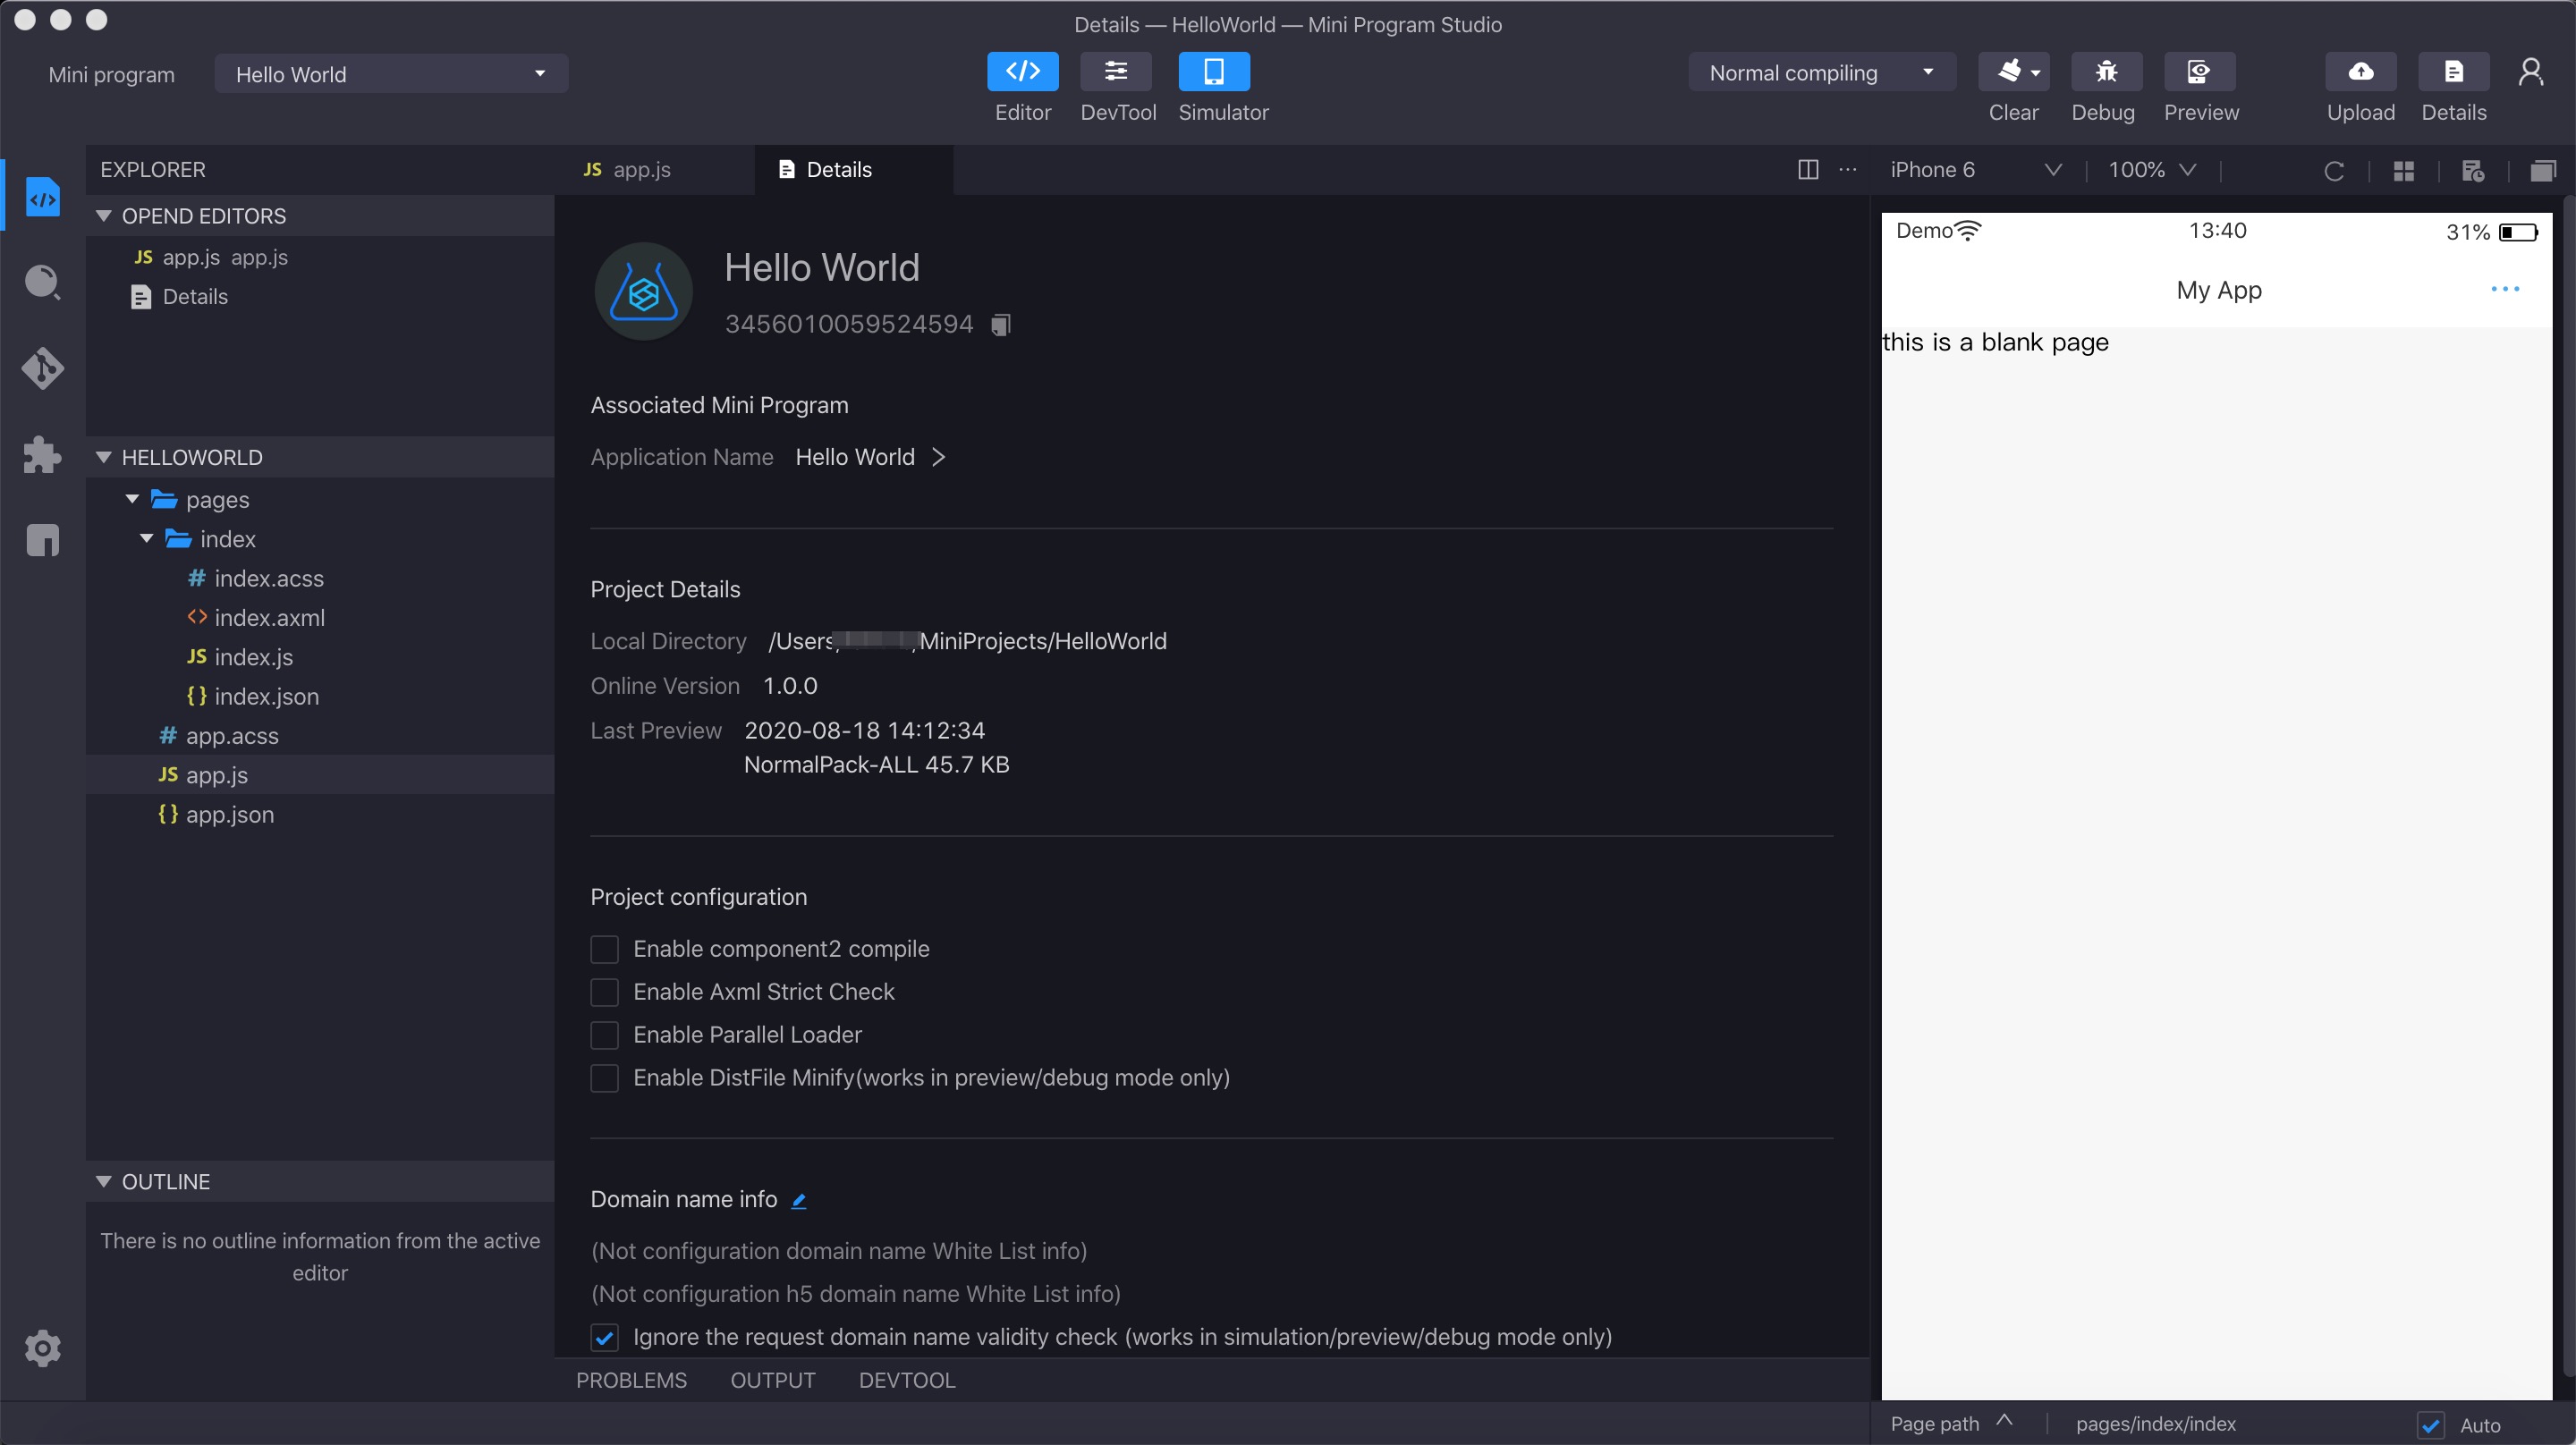 Details — HelloWorld — Mini Program Studio
Mini program
Hello World
Editor
DevTool
Simulator
Normal compiling
Clear
Debug
Preview
Upload
Details
EXPLORER
OPEND EDITORS
JS app.js app.js
Details
HELLOWORLD
pages
index
# index.acss
<> index.axml
JS index.js
{} index.json
# app.acss
JS app.js
{} app.json
OUTLINE
There is no outline information from the active
editor
JS app.js
Details
Hello World
3456010059524594
Associated Mini Program
Application Name Hello World >
Project Details
Local Directory /Users MiniProjects/HelloWorld
Online Version 1.0.0
Last Preview 2020-08-18 14:12:34
NormalPack-ALL 45.7 KB
Project configuration
Enable component2 compile
Enable Axml Strict Check
Enable Parallel Loader
Enable DistFile Minify(works in preview/debug mode only)
Domain name info
(Not configuration domain name White List info)
(Not configuration h5 domain name White List info)
Ignore the request domain name validity check (works in simulation/preview/debug mode only)
PROBLEMS OUTPUT DEVTOOL
iPhone 6
100%
Demo 13:40 31%
My App
this is a blank page
Page path
pages/index/index
Auto